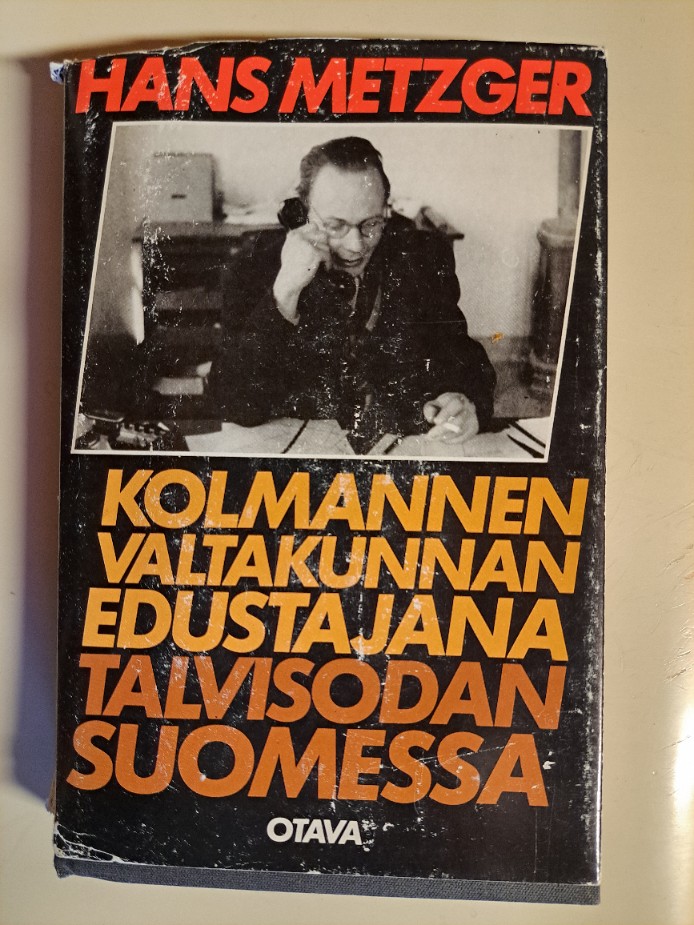 HANS METZGER
KOLMANNEN
VALTAKUNNAN
EDUSTAJANA
TALVISODAN
SUOMESSA
OTAVA